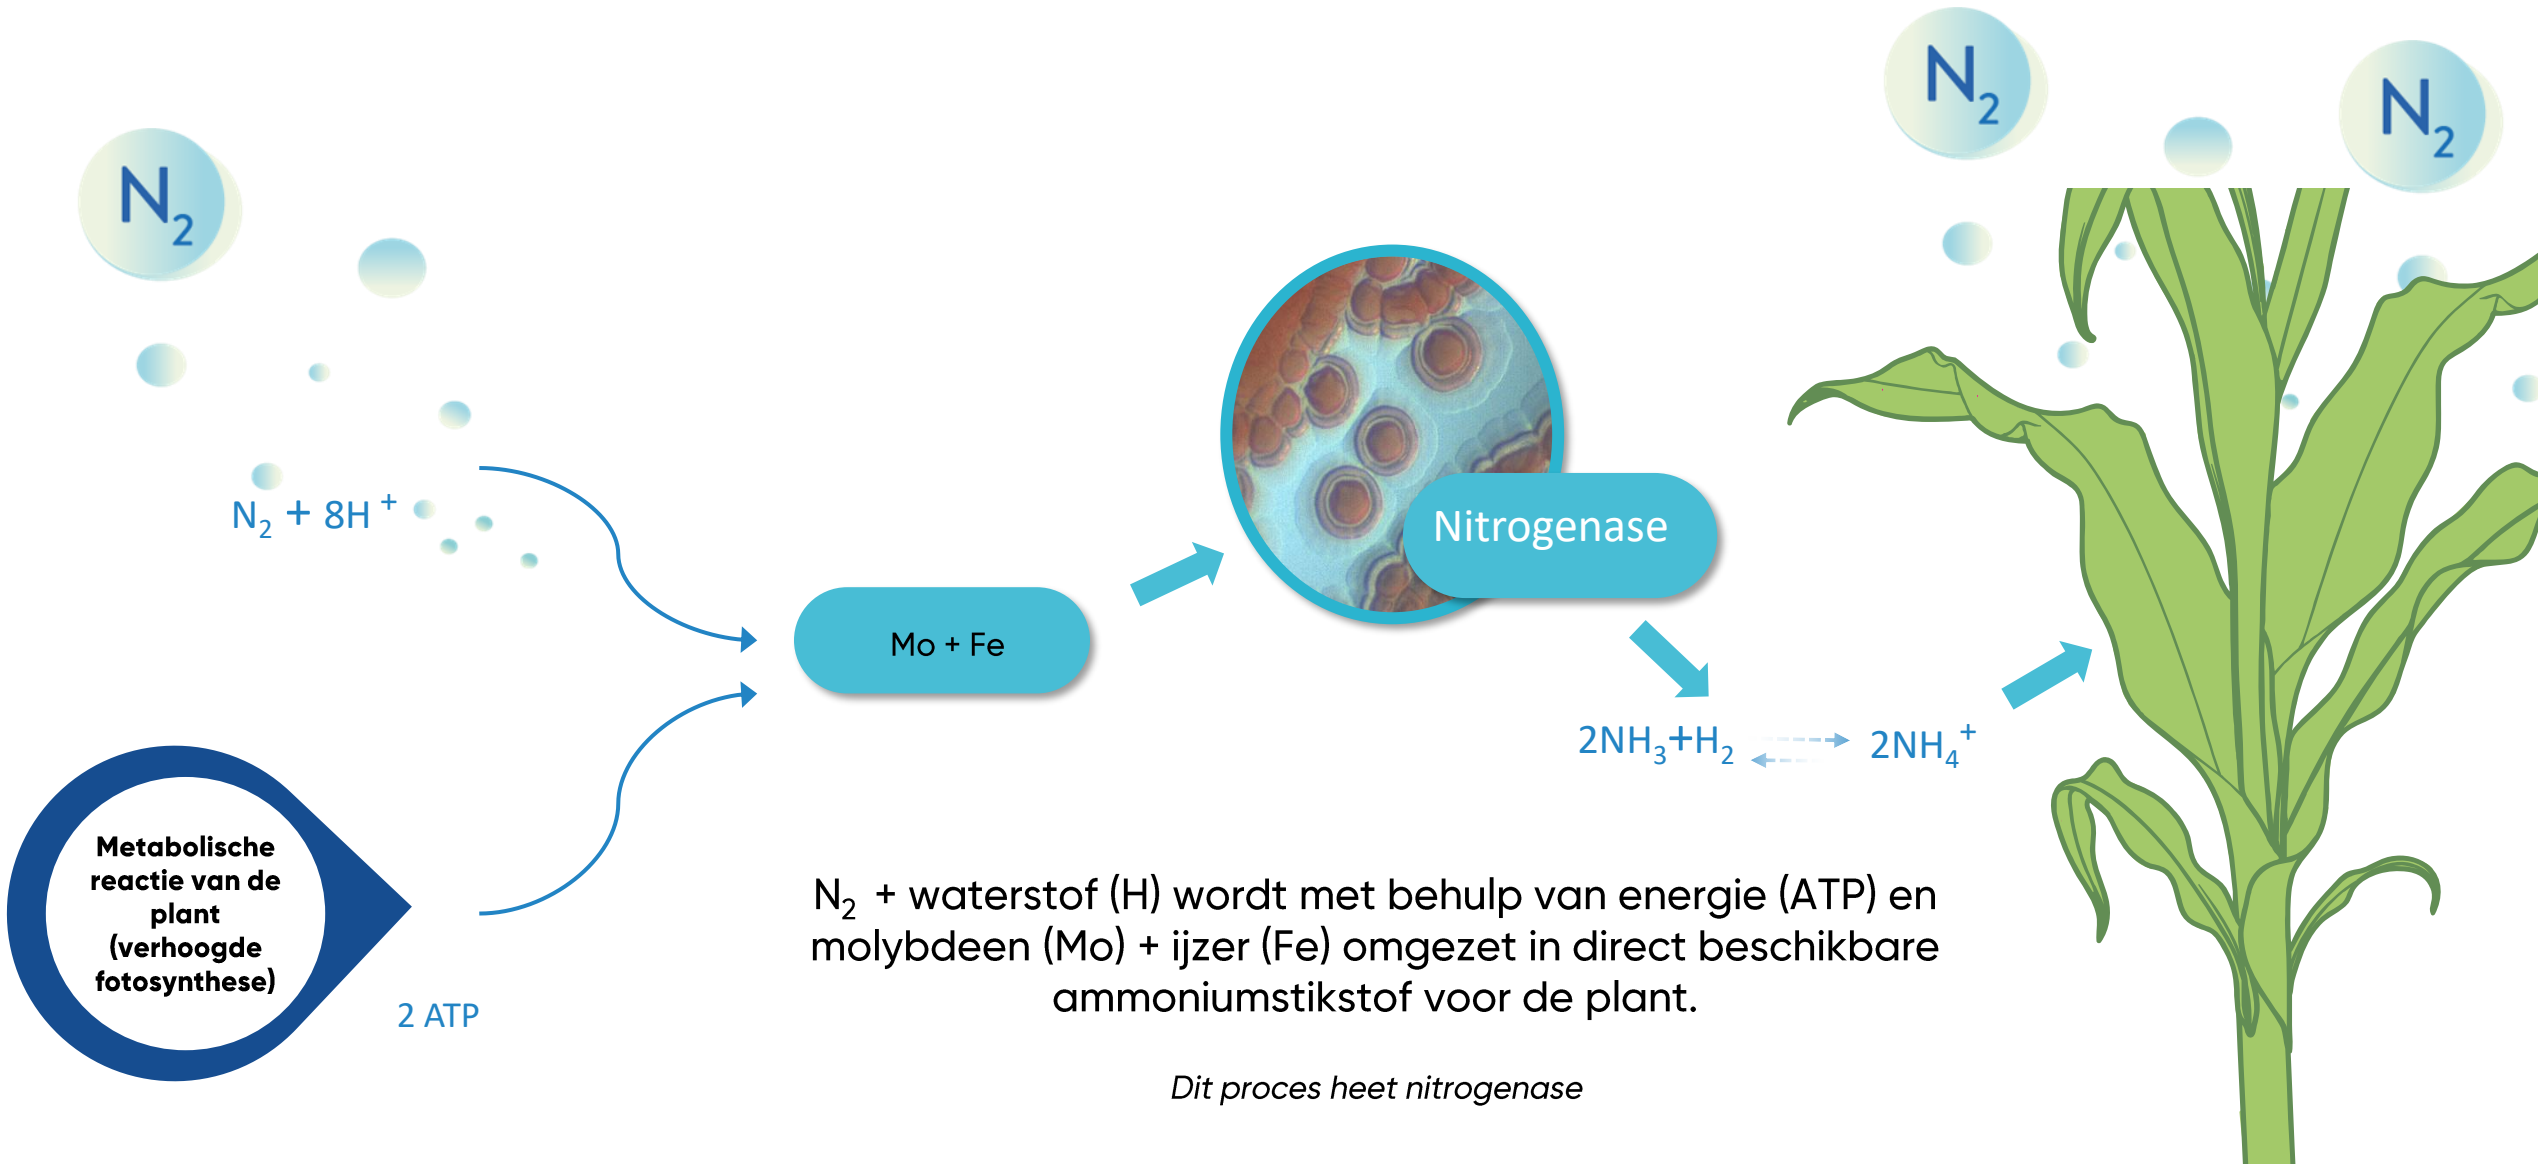 N₂
N₂
N₂
N₂ + 8H⁺
Nitrogenase
Mo + Fe
2NH₃+H₂
2NH₄⁺
Metabolische
reactie van de
plant
(verhoogde
fotosynthese)
2 ATP
N₂ + waterstof (H) wordt met behulp van energie (ATP) en
molybdeen (Mo) + ijzer (Fe) omgezet in direct beschikbare
ammoniumstikstof voor de plant.
Dit proces heet nitrogenase